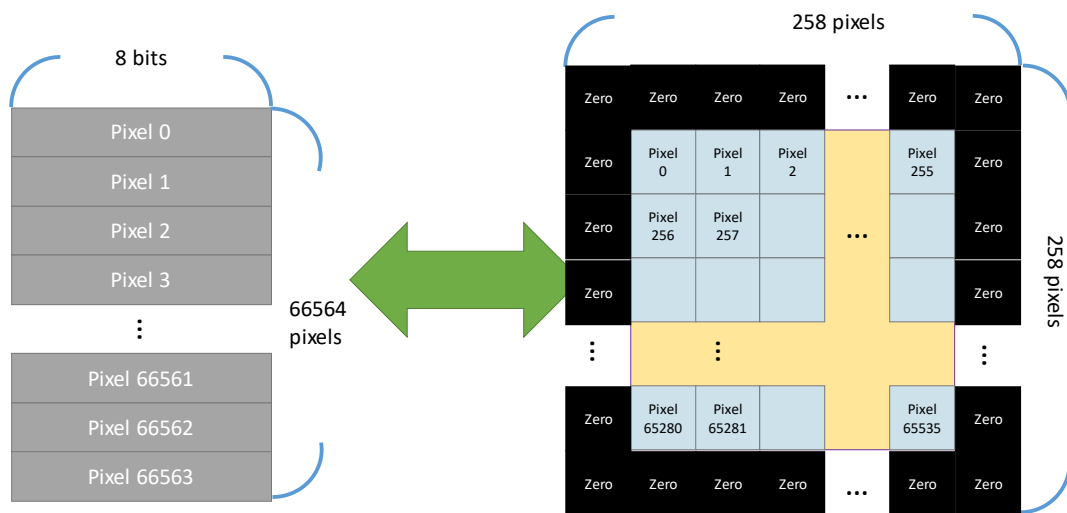 8 bits
Pixel 0
Pixel 1
Pixel 2
Pixel 3
⋮
Pixel 66561
Pixel 66562
Pixel 66563
66564
pixels
258 pixels
Zero Zero Zero Zero ... Zero Zero
Zero Pixel 0 Pixel 1 Pixel 2 Pixel 255 Zero
Zero Pixel 256 Pixel 257 ... Zero
Zero Zero
⋮ ⋮ ⋮
Zero Pixel 65280 Pixel 65281 Pixel 65535 Zero
Zero Zero Zero Zero ... Zero Zero
258 pixels